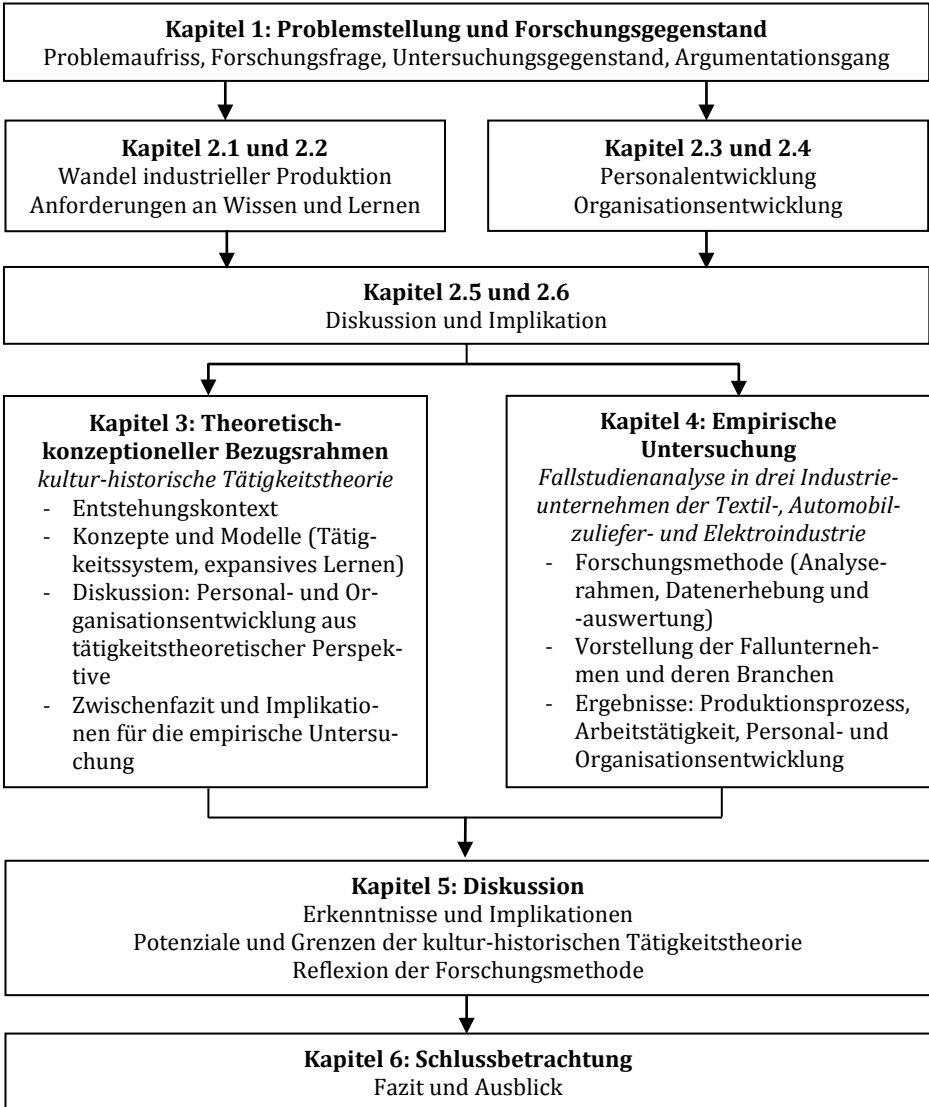 Kapitel 1: Problemstellung und Forschungsgegenstand
Problemaufriss, Forschungsfrage, Untersuchungsgegenstand, Argumentationsgang
Kapitel 2.1 und 2.2
Wandel industrieller Produktion
Anforderungen an Wissen und Lernen
Kapitel 2.3 und 2.4
Personalentwicklung
Organisationsentwicklung
Kapitel 2.5 und 2.6
Diskussion und Implikation
Kapitel 3: Theoretisch-
konzeptioneller Bezugsrahmen
kultur-historische Tätigkeitstheorie
- Entstehungskontext
- Konzepte und Modelle (Tätig-
keitssystem, expansives Lernen)
- Diskussion: Personal- und Or-
ganisationsentwicklung aus
tätigkeitstheoretischer Perspek-
tive
- Zwischenfazit und Implikatio-
nen für die empirische Untersu-
chung
Kapitel 4: Empirische
Untersuchung
Fallstudienanalyse in drei Industrie-
unternehmen der Textil-, Automobil-
zuliefer- und Elektroindustrie
- Forschungsmethode (Analyse-
rahmen, Datenerhebung und
-auswertung)
- Vorstellung der Fallunterneh-
men und deren Branchen
- Ergebnisse: Produktionsprozess,
Arbeitstätigkeit, Personal- und
Organisationsentwicklung
Kapitel 5: Diskussion
Erkenntnisse und Implikationen
Potenziale und Grenzen der kultur-historischen Tätigkeitstheorie
Reflexion der Forschungsmethode
Kapitel 6: Schlussbetrachtung
Fazit und Ausblick